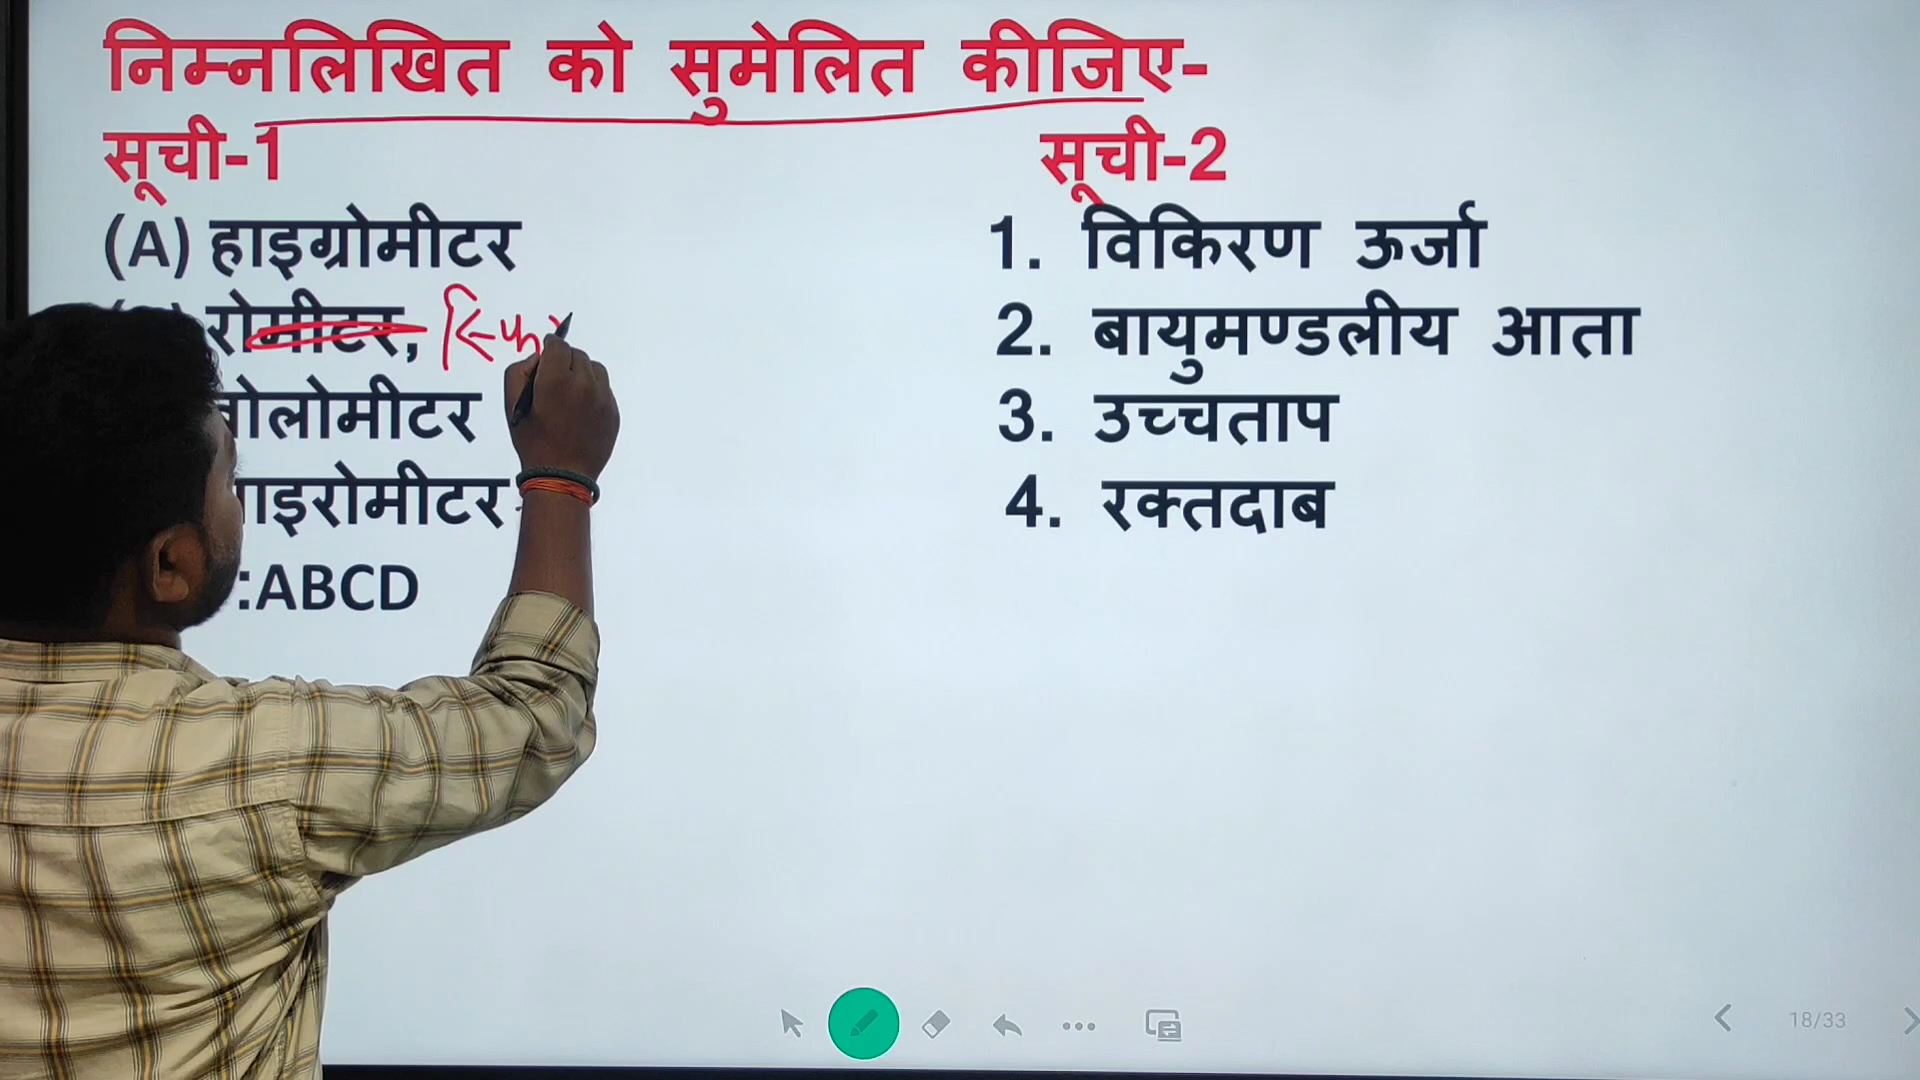 निम्नलिखित को सुमेलित कीजिए-
सूची-1 सूची-2
(A) हाइग्रोमीटर 1. विकिरण ऊर्जा
रोमीटर, 2. बायुमण्डलीय आता
बोलोमीटर 3. उच्चताप
पाइरोमीटर 4. रक्तदाब
:ABCD
18/33